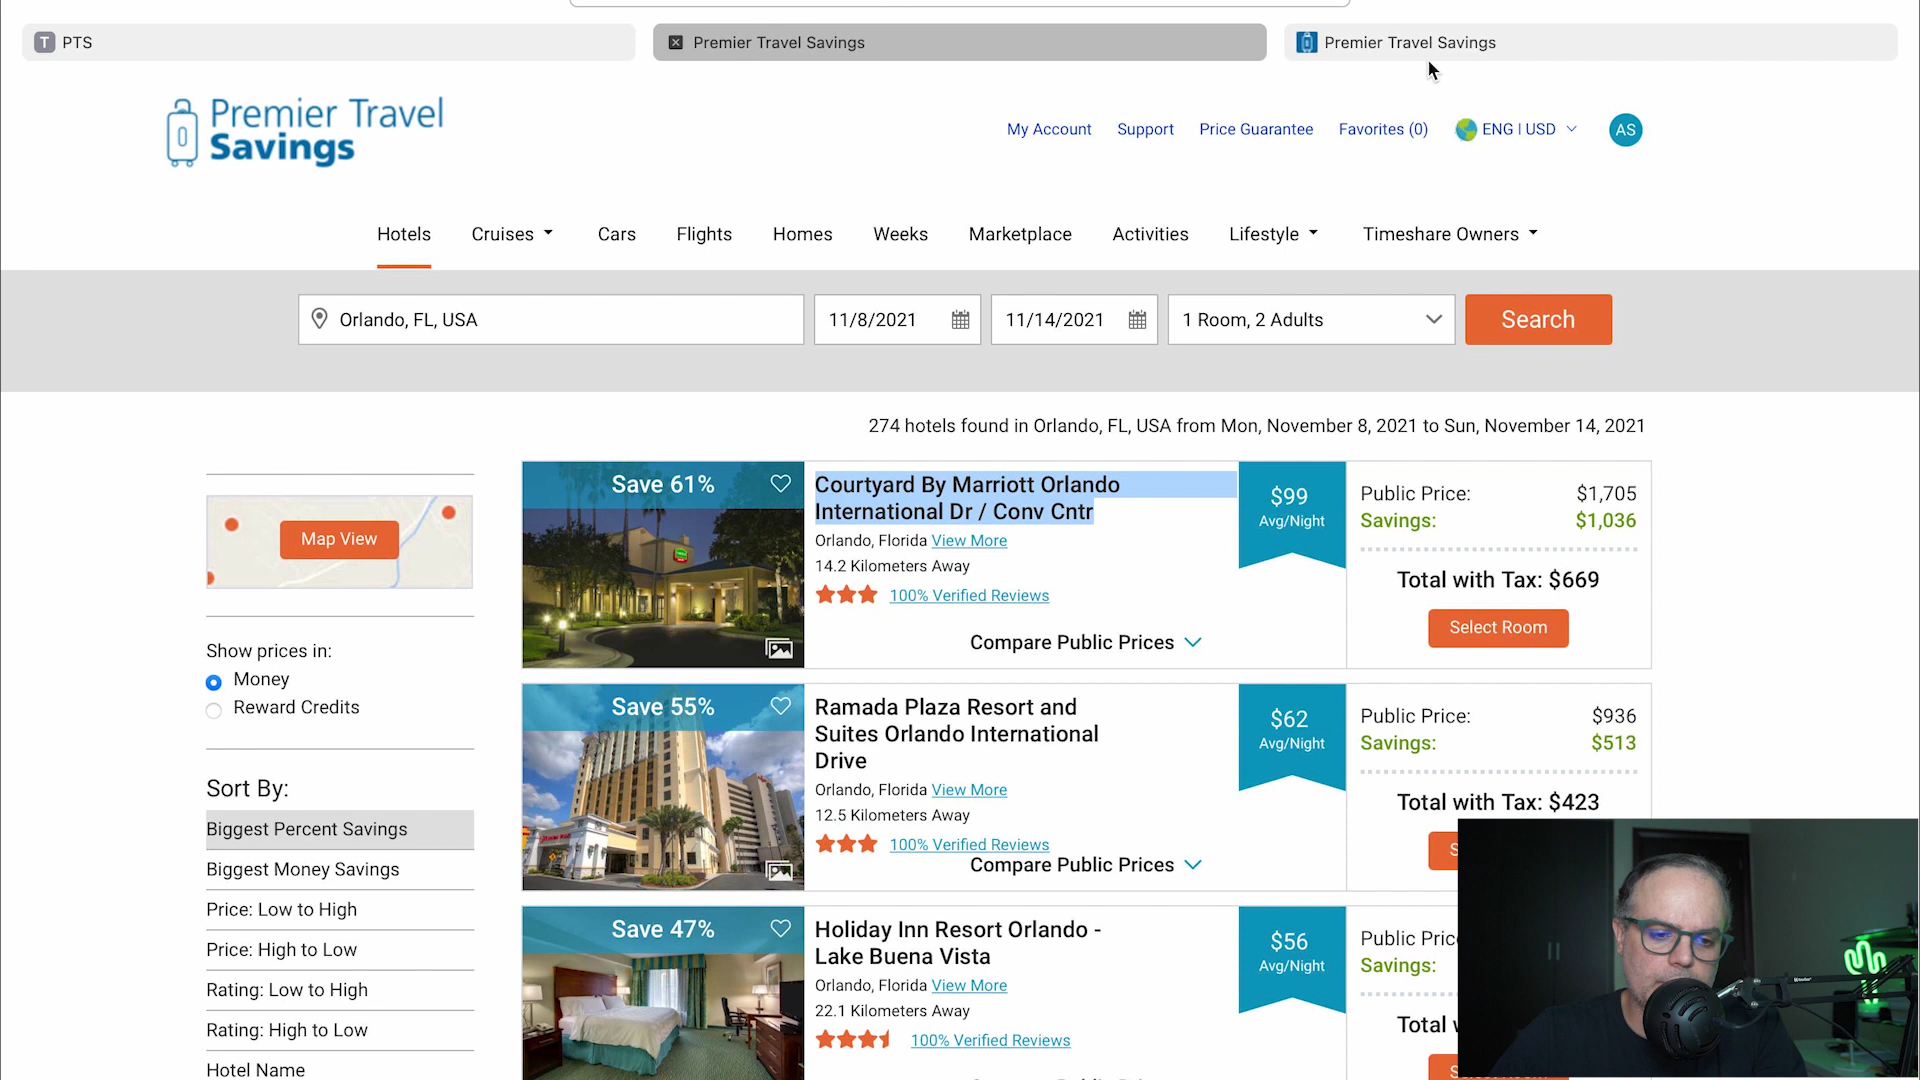 T PTS
Premier Travel Savings
Premier Travel Savings
Premier Travel
Savings
My Account
Support
Price Guarantee
Favorites (0)
ENG | USD
AS
Hotels
Cruises
Cars
Flights
Homes
Weeks
Marketplace
Activities
Lifestyle
Timeshare Owners
Orlando, FL, USA
11/8/2021
11/14/2021
1 Room, 2 Adults
Search
274 hotels found in Orlando, FL, USA from Mon, November 8, 2021 to Sun, November 14, 2021
Map View
Show prices in:
Money
Reward Credits
Sort By:
Biggest Percent Savings
Biggest Money Savings
Price: Low to High
Price: High to Low
Rating: Low to High
Rating: High to Low
Hotel Name
Save 61%
Courtyard By Marriott Orlando
International Dr / Conv Cntr
Orlando, Florida View More
14.2 Kilometers Away
100% Verified Reviews
Compare Public Prices
$99
Avg/Night
Public Price: $1,705
Savings: $1,036
Total with Tax: $669
Select Room
Save 55%
Ramada Plaza Resort and
Suites Orlando International
Drive
Orlando, Florida View More
12.5 Kilometers Away
100% Verified Reviews
Compare Public Prices
$62
Avg/Night
Public Price: $936
Savings: $513
Total with Tax: $423
Save 47%
Holiday Inn Resort Orlando -
Lake Buena Vista
Orlando, Florida View More
22.1 Kilometers Away
100% Verified Reviews
$56
Avg/Night
Public
Savings:
Total